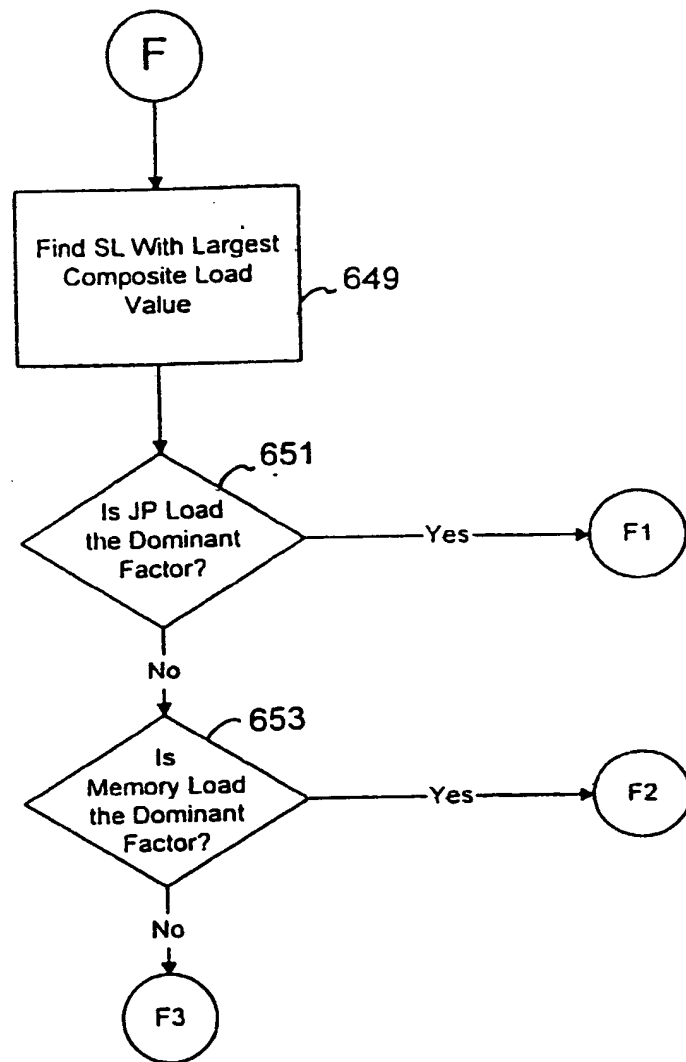 F
Find SL With Largest
Composite Load
Value
649
651
Is JP Load
the Dominant
Factor?
Yes
F1
No
653
Is
Memory Load
the Dominant
Factor?
Yes
F2
No
F3